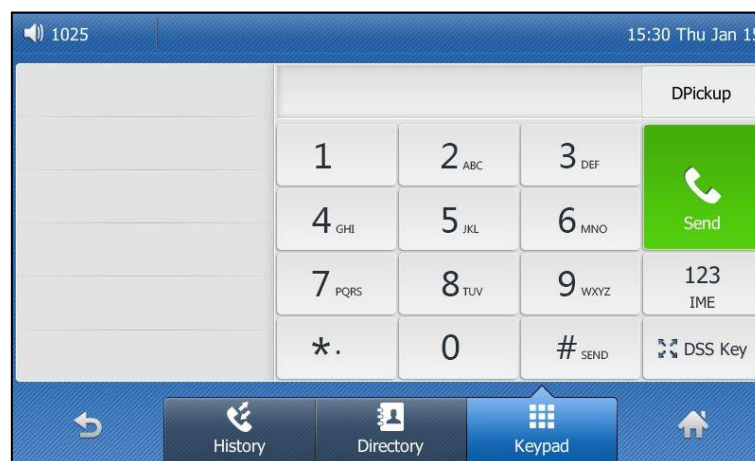 1025 15:30 Thu Jan 15
DPickup
1 2 ABC 3 DEF
Send
4 GHI 5 JKL 6 MNO
7 PQRS 8 TUV 9 WXYZ 123
IME
*. 0 # SEND DSS Key
History Directory Keypad